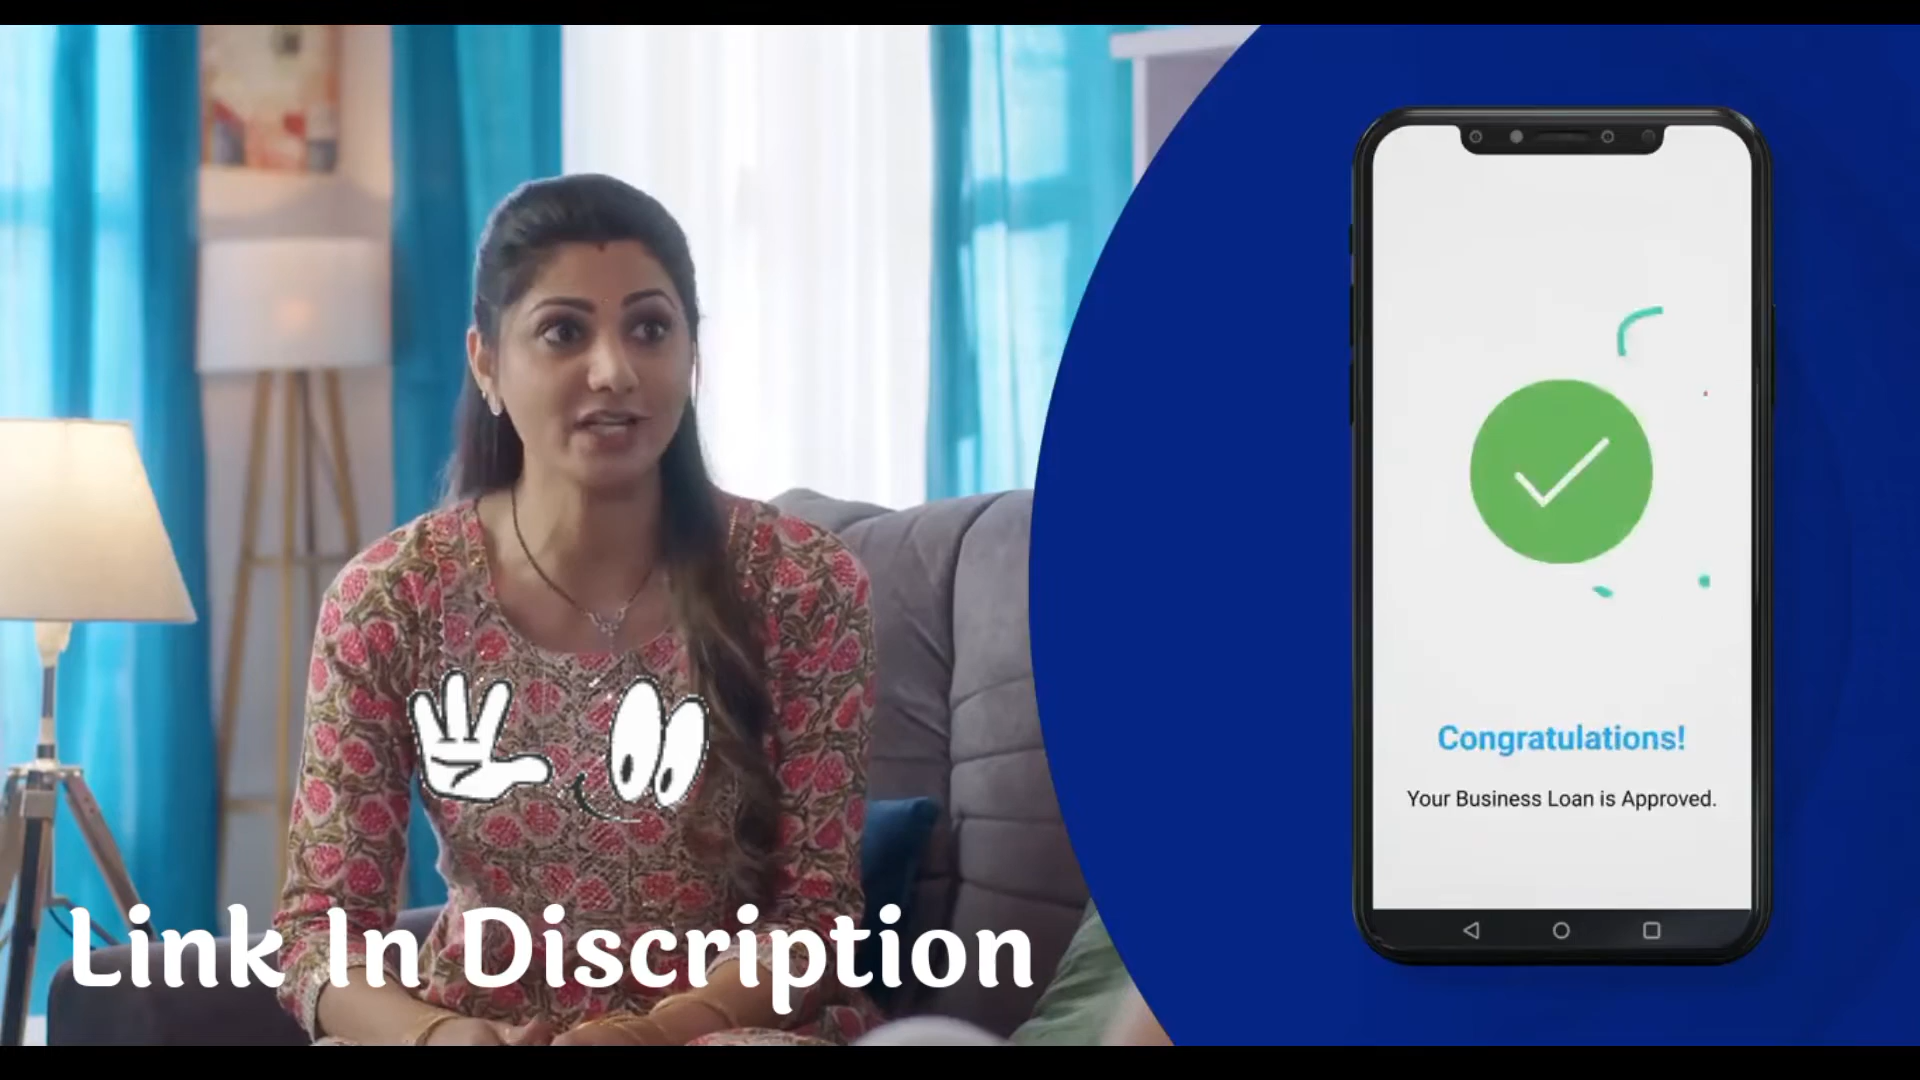 Congratulations!
Your Business Loan is Approved.
Link In Discription